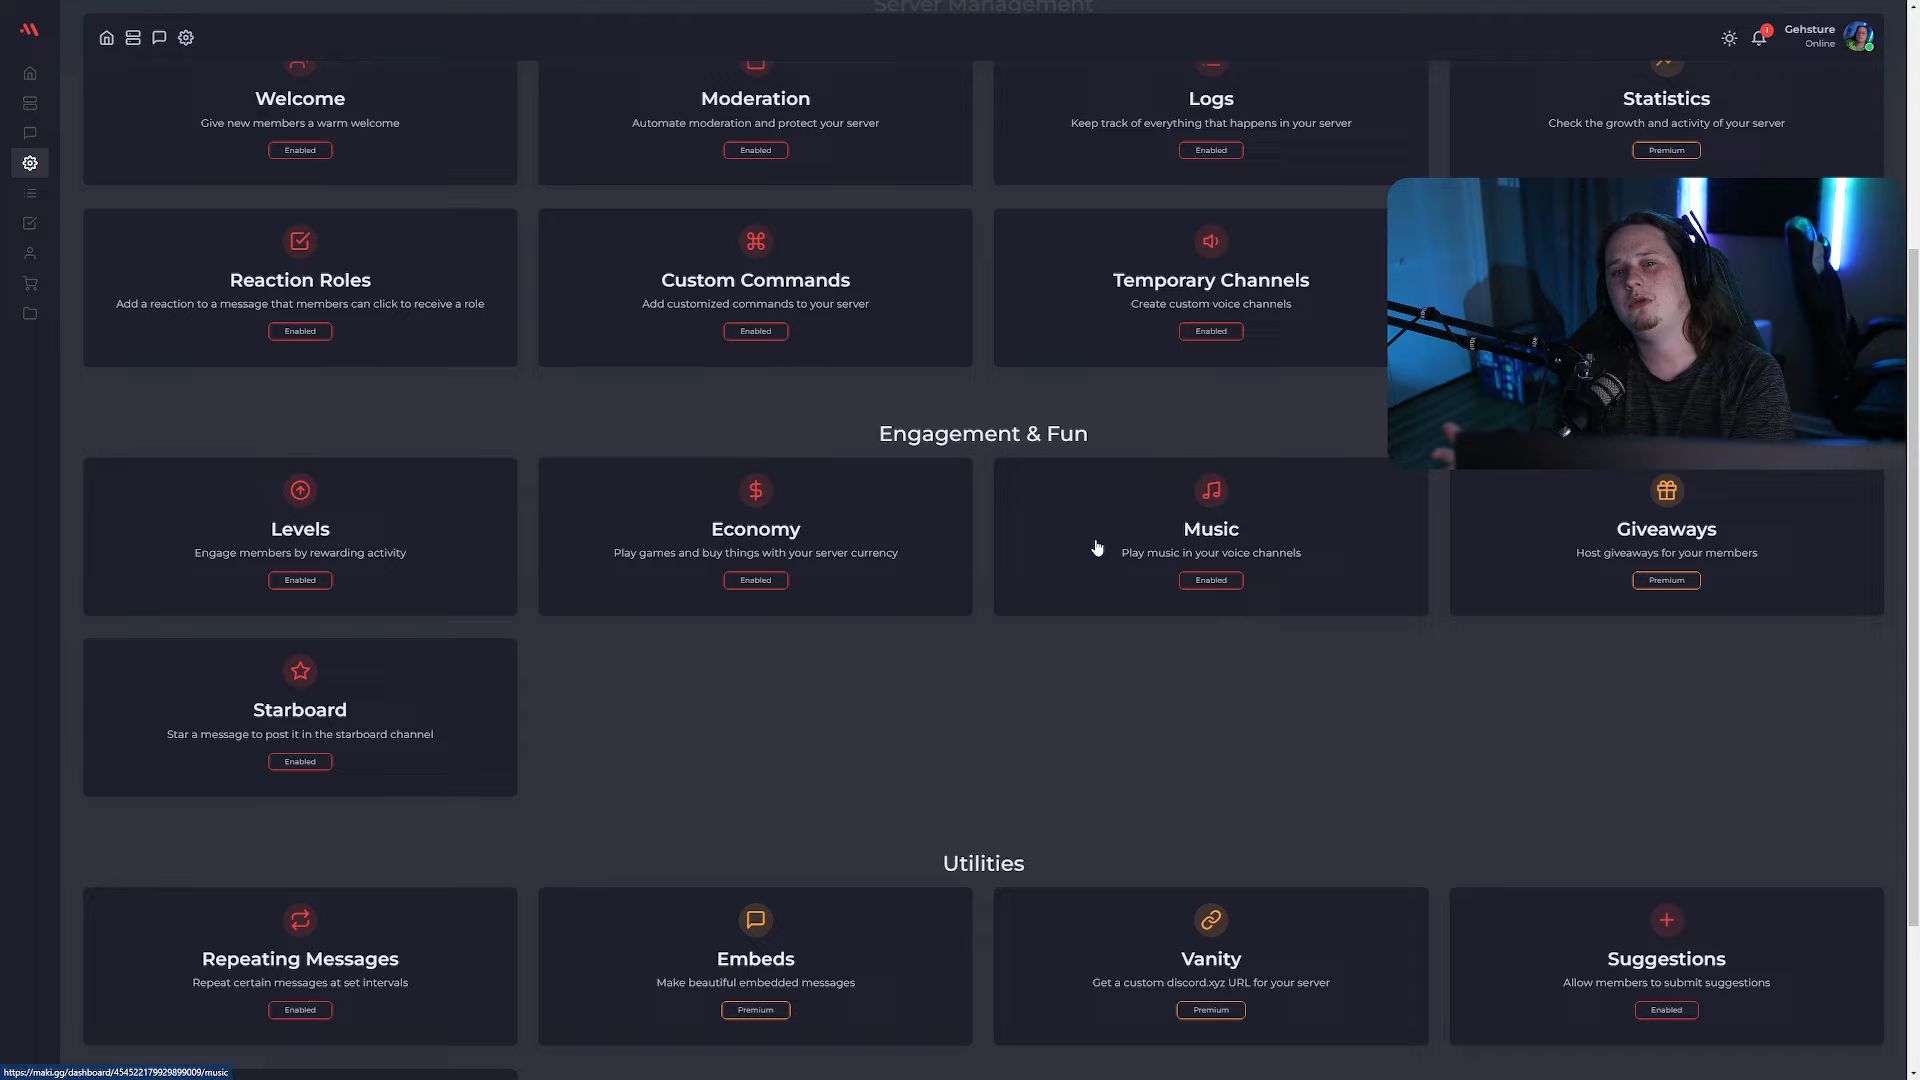 Server Management
1
Gehsture
Online
Welcome
Give new members a warm welcome
Enabled
Moderation
Automate moderation and protect your server
Enabled
Logs
Keep track of everything that happens in your server
Enabled
Statistics
Check the growth and activity of your server
Premium
Reaction Roles
Add a reaction to a message that members can click to receive a role
Enabled
Custom Commands
Add customized commands to your server
Enabled
Temporary Channels
Create custom voice channels
Enabled
Engagement & Fun
Levels
Engage members by rewarding activity
Enabled
Economy
Play games and buy things with your server currency
Enabled
Music
Play music in your voice channels
Enabled
Giveaways
Host giveaways for your members
Premium
Starboard
Star a message to post it in the starboard channel
Enabled
Utilities
Repeating Messages
Repeat certain messages at set intervals
Enabled
Embeds
Make beautiful embedded messages
Premium
Vanity
Get a custom discord.xyz URL for your server
Premium
Suggestions
Allow members to submit suggestions
Enabled
https://maki.gg/dashboard/454522179929899009/music